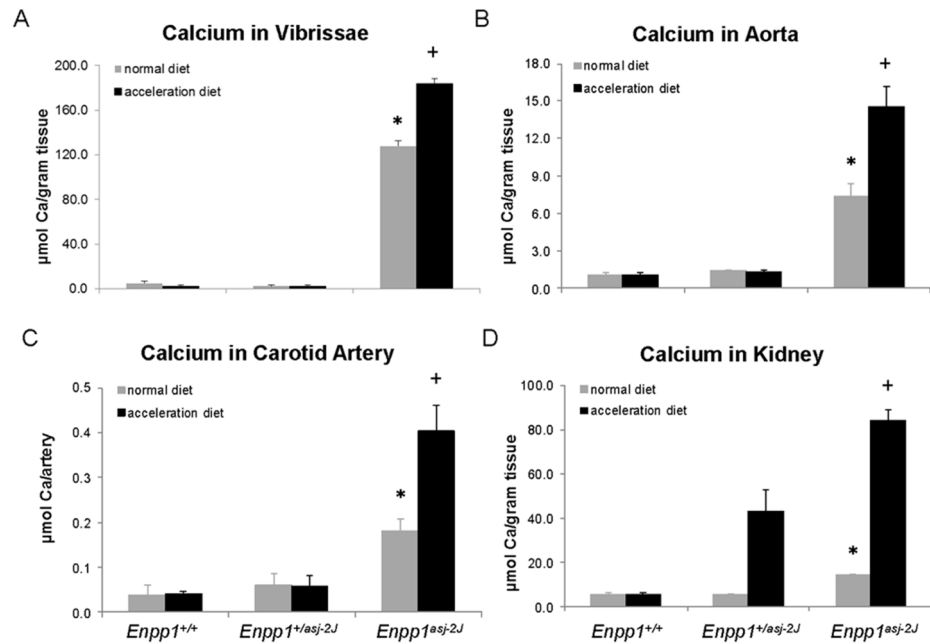 A
Calcium in Vibrissae
normal diet
acceleration diet
µmol Ca/gram tissue
200.0
160.0
120.0
80.0
40.0
0.0
*
+
B
Calcium in Aorta
normal diet
acceleration diet
µmol Ca/gram tissue
18.0
15.0
12.0
9.0
6.0
3.0
0.0
*
+
C
Calcium in Carotid Artery
normal diet
acceleration diet
µmol Ca/artery
0.5
0.4
0.3
0.2
0.1
0.0
*
+
Enpp1+/+ Enpp1+/asj-2J Enpp1asj-2J
D
Calcium in Kidney
normal diet
acceleration diet
µmol Ca/gram tissue
100.0
80.0
60.0
40.0
20.0
0.0
*
+
Enpp1+/+ Enpp1+/asj-2J Enpp1asj-2J